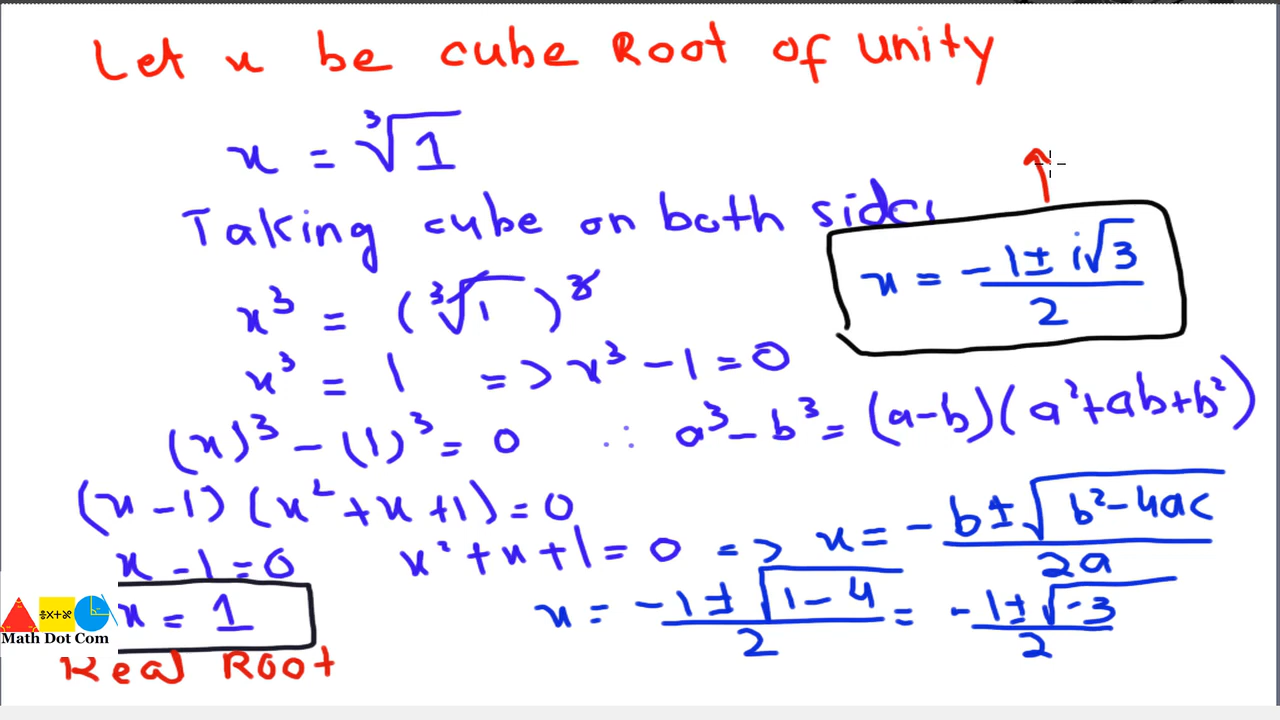 Let x be cube Root of unity
x = ∛1
Taking cube on both sides
x = (-1 ± i√3)/2
x³ = (∛1)³
x³ = 1 => x³ - 1 = 0
(x)³ - (1)³ = 0 ∴ a³ - b³ = (a-b)(a²+ab+b²)
(x-1)(x²+x+1) = 0
x - 1 = 0 x² + x + 1 = 0 => x = (-b ± √(b²-4ac))/2a
x = 1 x = (-1 ± √(1-4))/2 = (-1 ± √-3)/2
Real Root
Math Dot Com